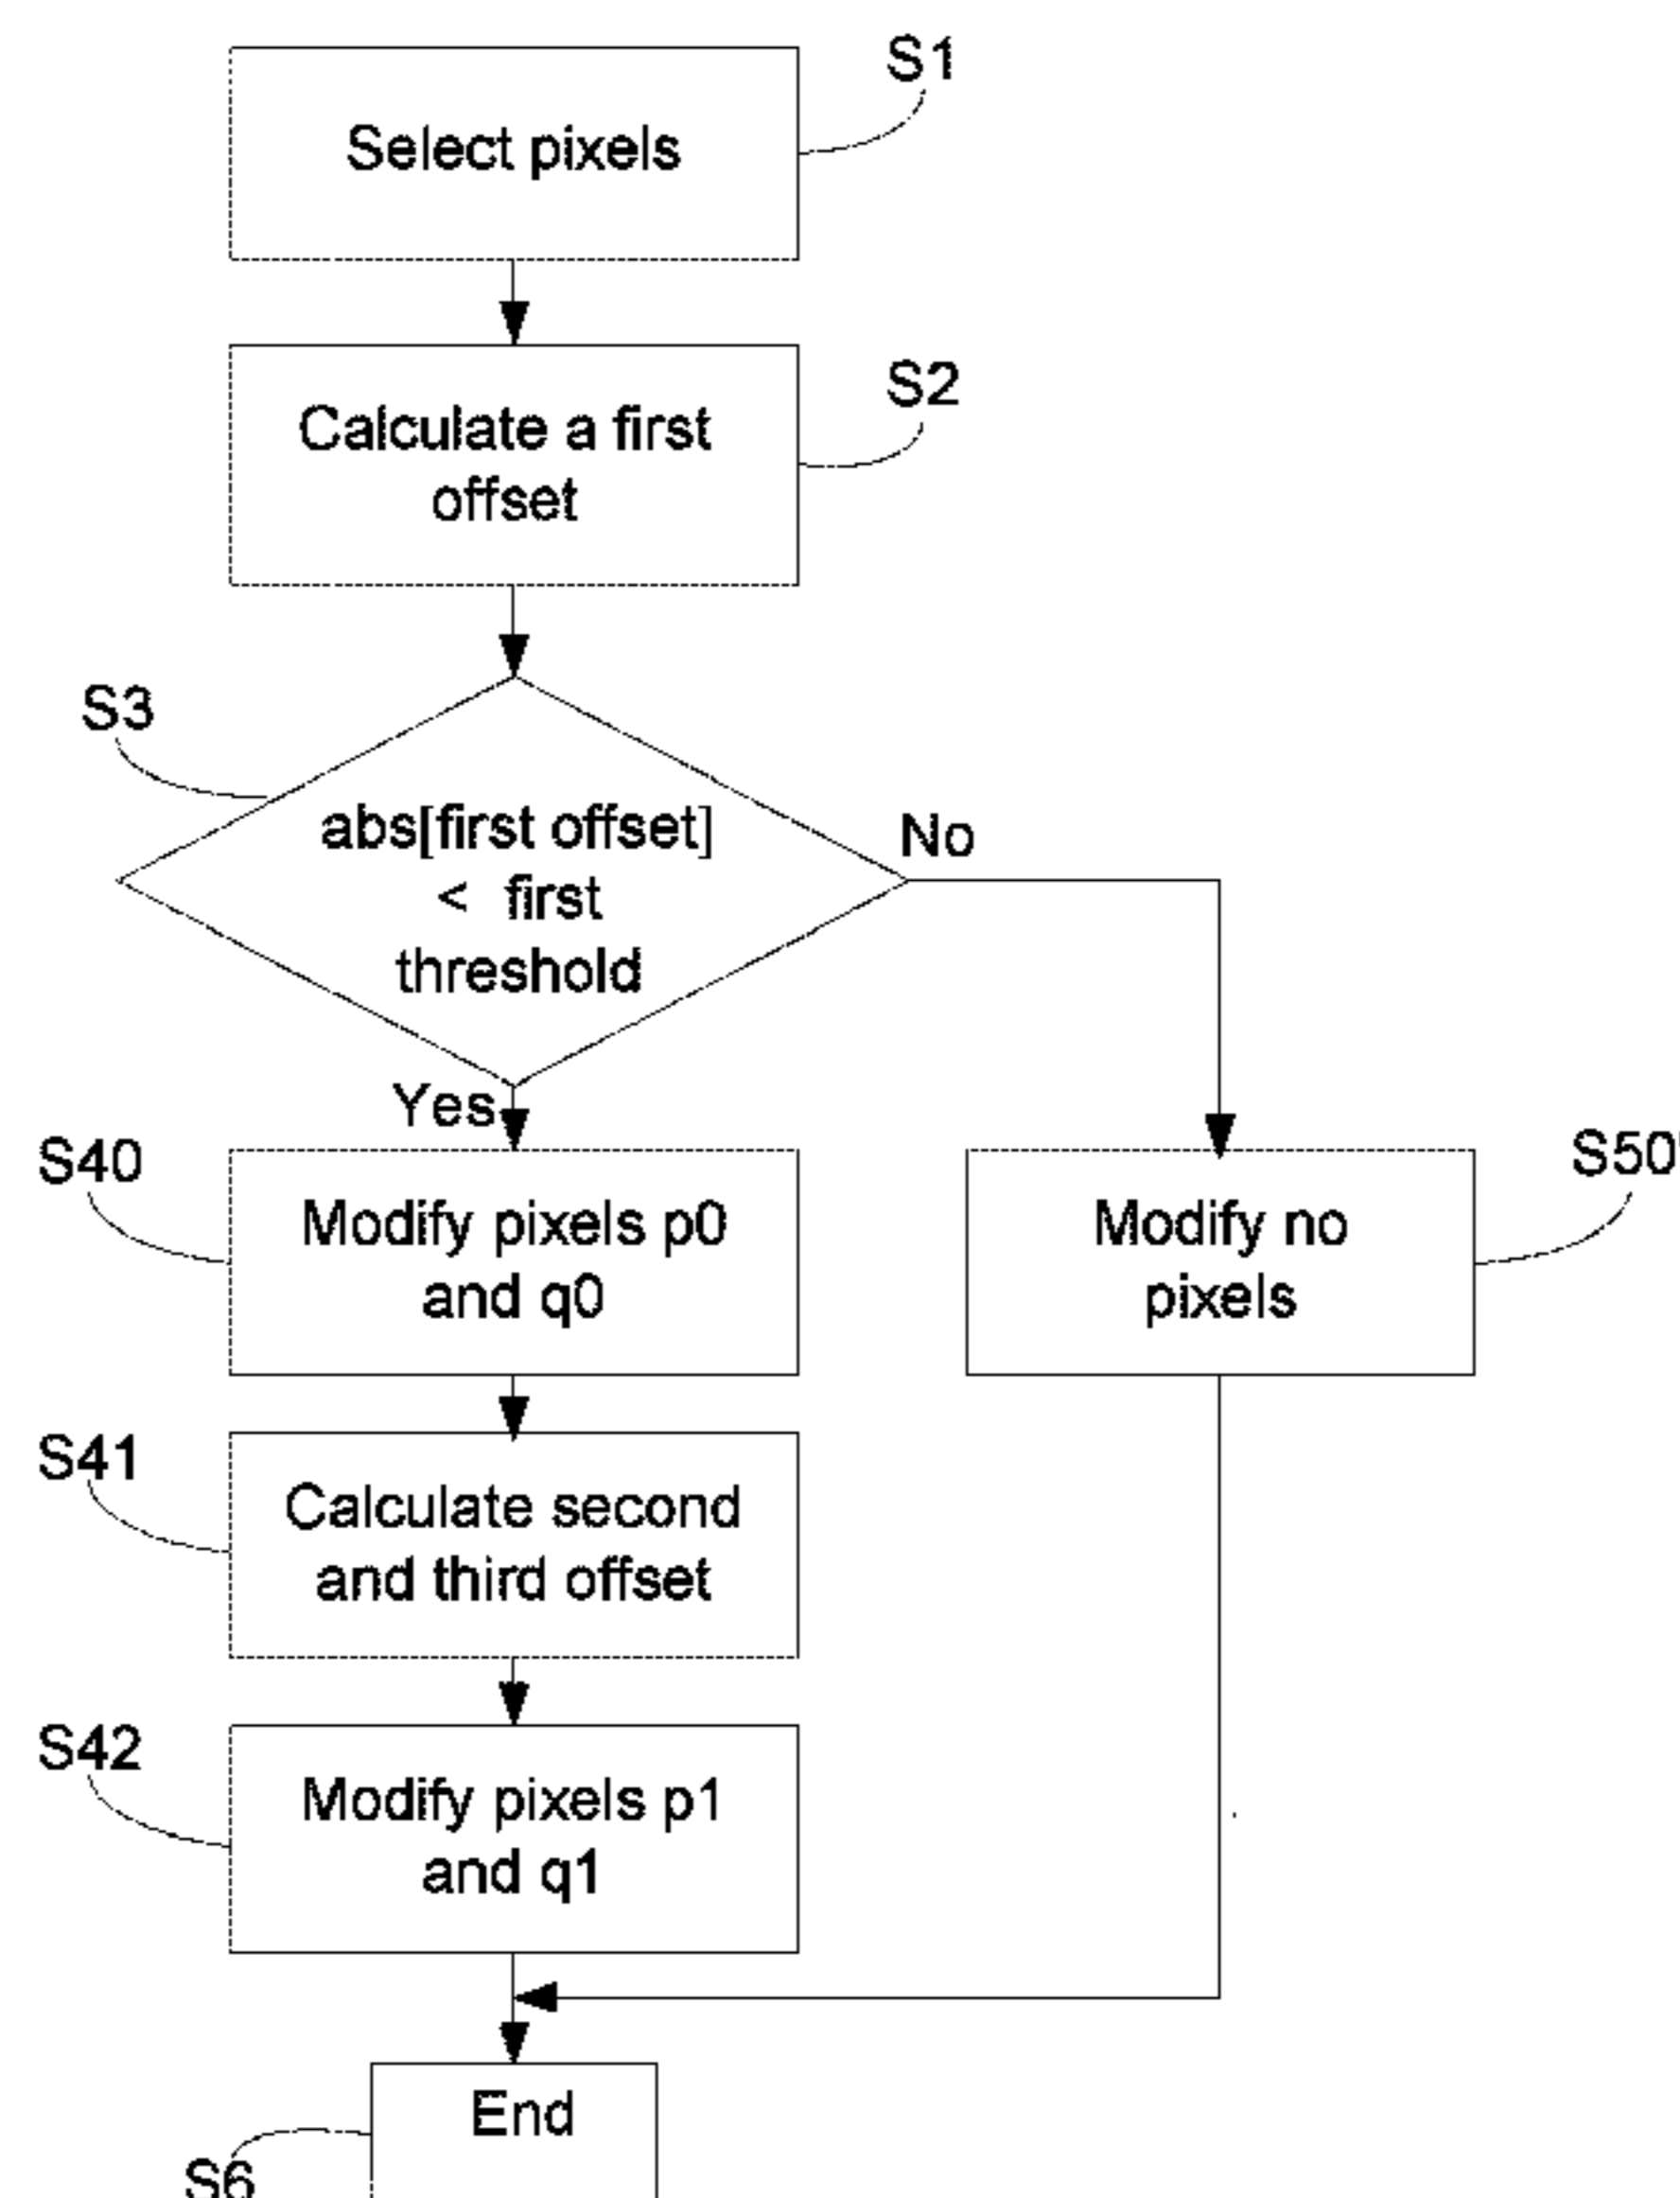 S1
Select pixels
S2
Calculate a first
offset
S3
abs[first offset]
< first
threshold
No
Yes
S40
Modify pixels p0
and q0
S50
Modify no
pixels
S41
Calculate second
and third offset
S42
Modify pixels p1
and q1
End
S6